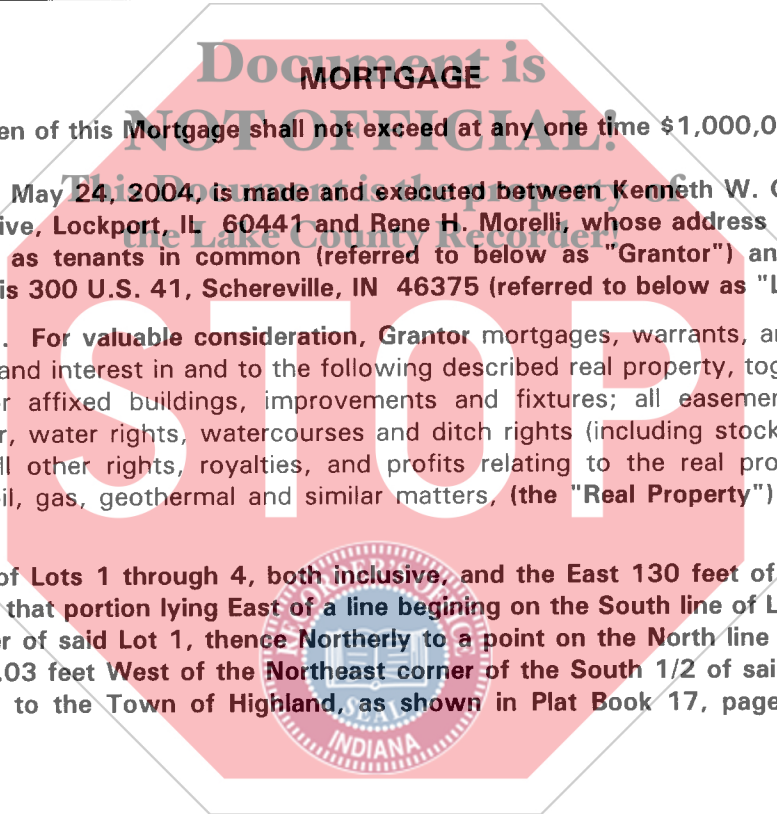 Document is
MORTGAGE
NOT OFFICIAL!
en of this Mortgage shall not exceed at any one time $1,000,0
This Document is the property of
May 24, 2004, is made and executed between Kenneth W.
the Lake County Recorder!
ive, Lockport, IL 60441 and Rene H. Morelli, whose address
as tenants in common (referred to below as "Grantor") an
is 300 U.S. 41, Schereville, IN 46375 (referred to below as "L
. For valuable consideration, Grantor mortgages, warrants, a
and interest in and to the following described real property, tog
r affixed buildings, improvements and fixtures; all easemen
r, water rights, watercourses and ditch rights (including stock
ll other rights, royalties, and profits relating to the real pro
il, gas, geothermal and similar matters, (the "Real Property")
STOP
of Lots 1 through 4, both inclusive, and the East 130 feet of
that portion lying East of a line begining on the South line of L
er of said Lot 1, thence Northerly to a point on the North line
.03 feet West of the Northeast corner of the South 1/2 of sai
to the Town of Highland, as shown in Plat Book 17, page
SEAL
INDIANA